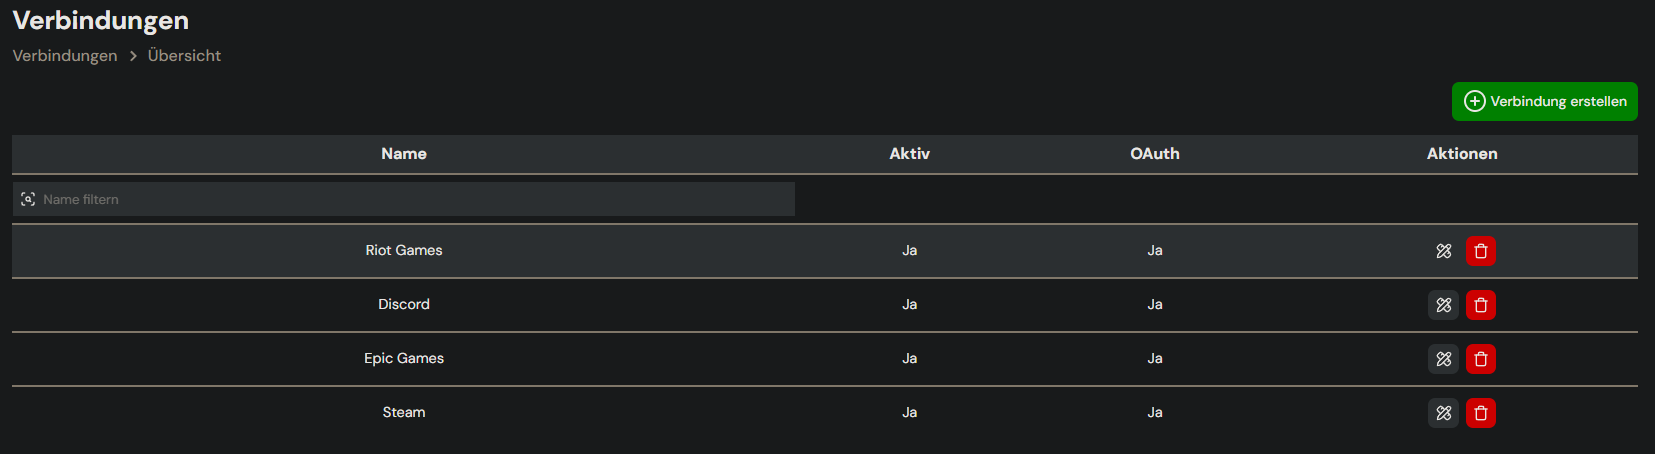 Verbindungen
Verbindungen > Übersicht
Verbindung erstellen
Name Aktiv OAuth Aktionen
Name filtern
Riot Games Ja Ja
Discord Ja Ja
Epic Games Ja Ja
Steam Ja Ja